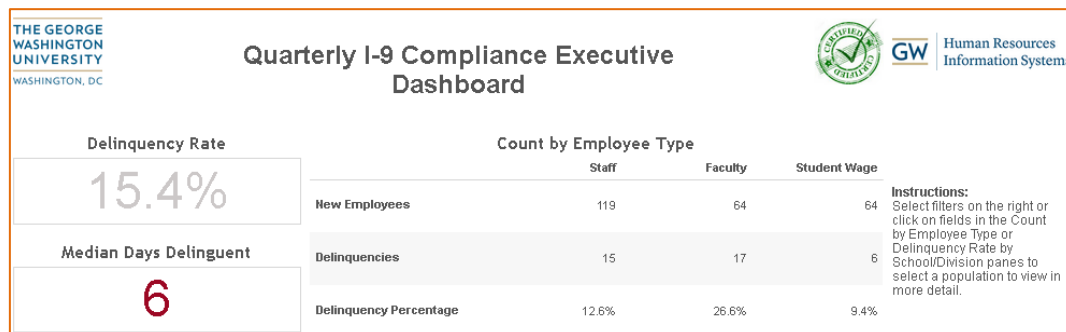 THE GEORGE
WASHINGTON
UNIVERSITY
WASHINGTON, DC
Quarterly I-9 Compliance Executive
Dashboard
CERTIFIED
CERTIFIED
GW
Human Resources
Information Systems
Delinquency Rate
15.4%
Median Days Delinguent
6
Count by Employee Type
Staff Faculty Student Wage
New Employees 119 64 64
Delinquencies 15 17 6
Delinquency Percentage 12.6% 26.6% 9.4%
Instructions:
Select filters on the right or
click on fields in the Count
by Employee Type or
Delinquency Rate by
School/Division panes to
select a population to view in
more detail.